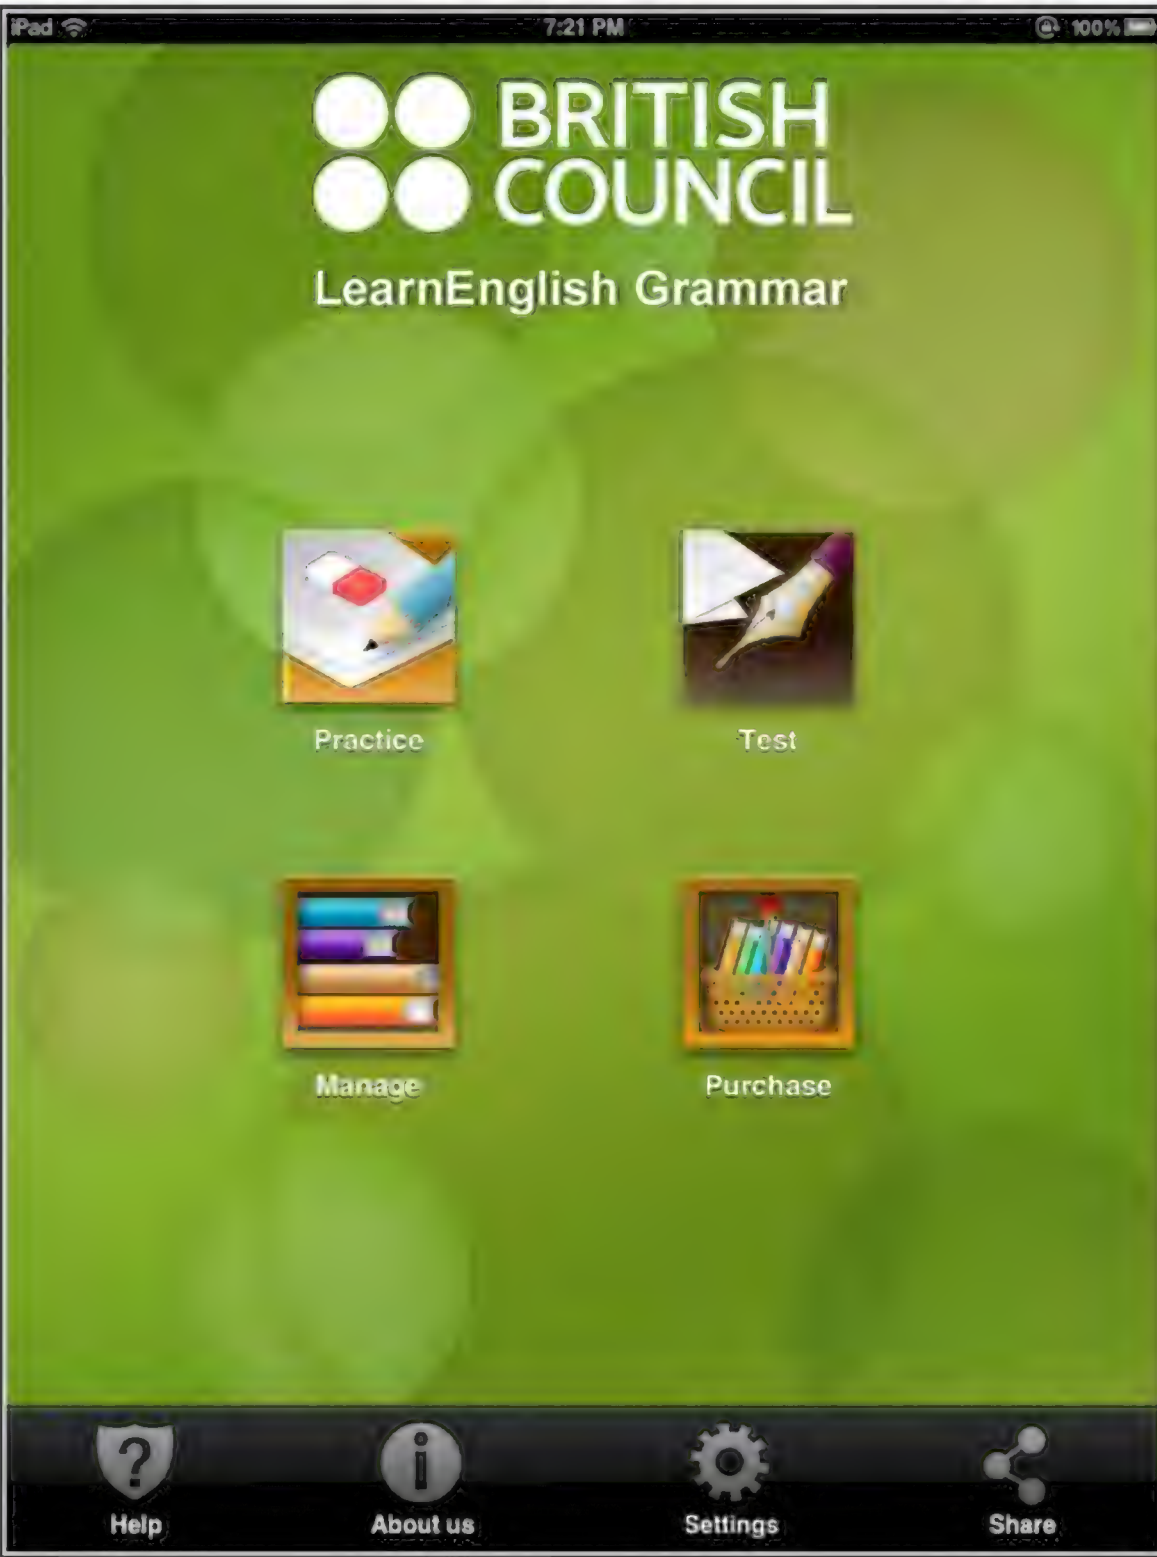 iPad 7:21 PM 100%
BRITISH
COUNCIL
LearnEnglish Grammar
Practice Test
Manage Purchase
Help About us Settings Share